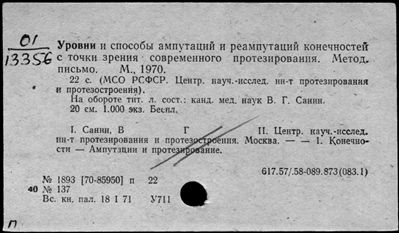 01
13356
Уровни и способы ампутаций и реампутаций конечностей
с точки зрения современного протезирования. Метод.
письмо. М., 1970.
22 с. (МСО РСФСР. Центр. науч.-исслед. ин-т протезирования
и протезостроения).
На обороте тит. л. сост.: канд. мед. наук В. Г. Санин.
20 см. 1.000 экз. Беспл.
I. Санин, В Г II. Центр. науч.-исслед.
ин-т протезирования и протезостроения. Москва. — — 1. Конечно-
сти — Ампутации и протезирование.
617.57/.58-089.873(083.1)
№ 1893 [70-85950] п 22
40 № 137
Вс. кн. пал. 18 I 71 У711
п